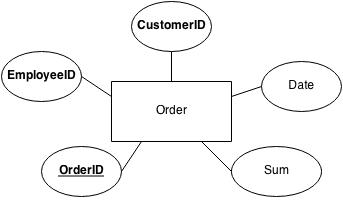 CustomerID
EmployeeID
Date
Order
OrderID
Sum